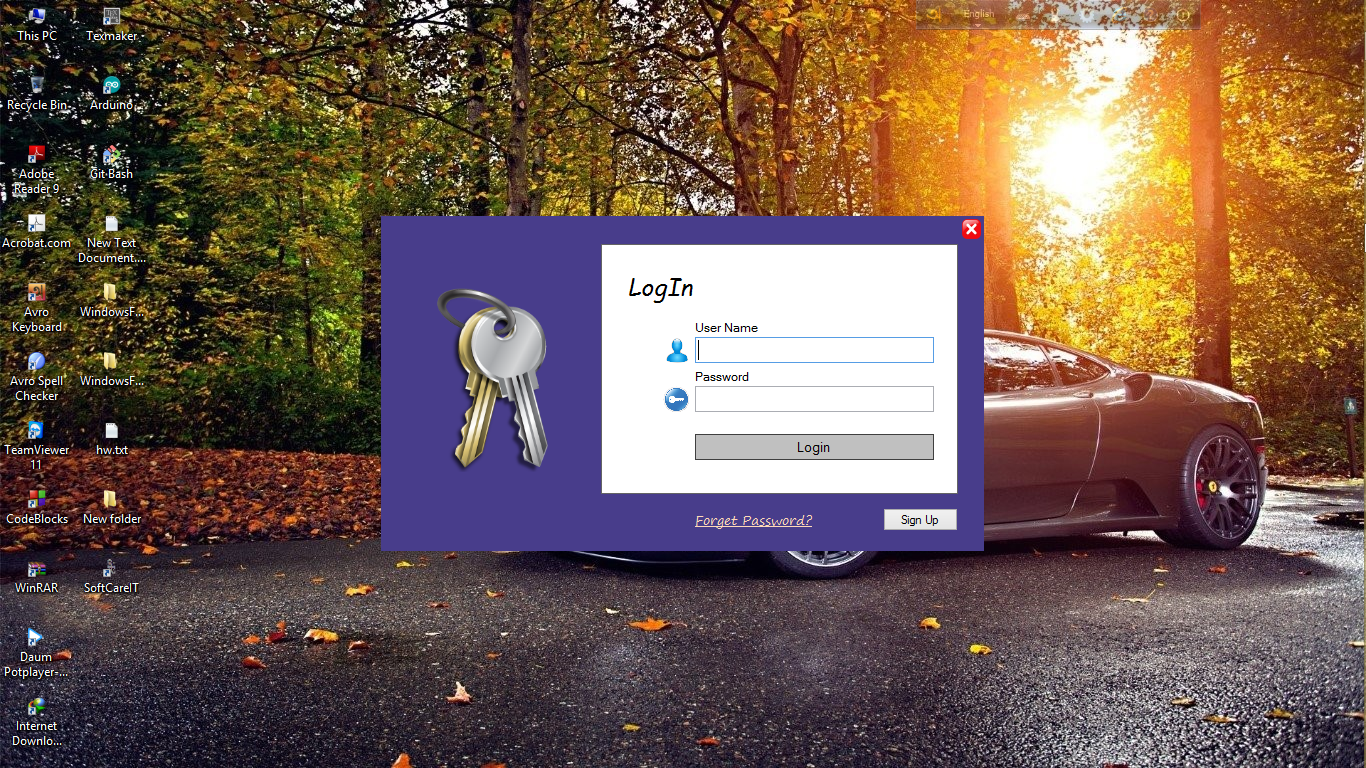 This PC
Texmaker
Recycle Bin
Arduino
Adobe
Reader 9
Git Bash
Acrobat.com
New Text
Document....
Avro
Keyboard
WindowsF...
Avro Spell
Checker
WindowsF...
TeamViewer
11
hw.txt
CodeBlocks
New folder
WinRAR
SoftCareIT
Daum
Potplayer-...
Internet
Downlo...
English
LogIn
User Name
Password
Login
Forget Password?
Sign Up